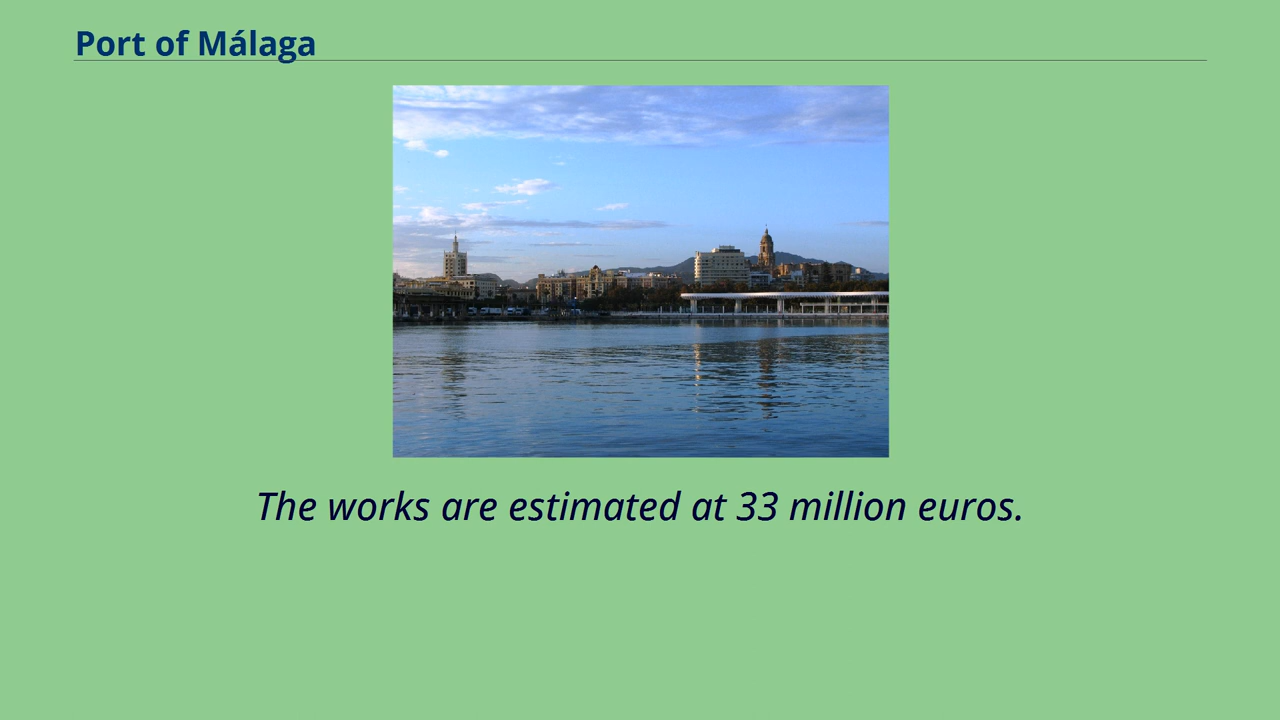 Port of Málaga
The works are estimated at 33 million euros.